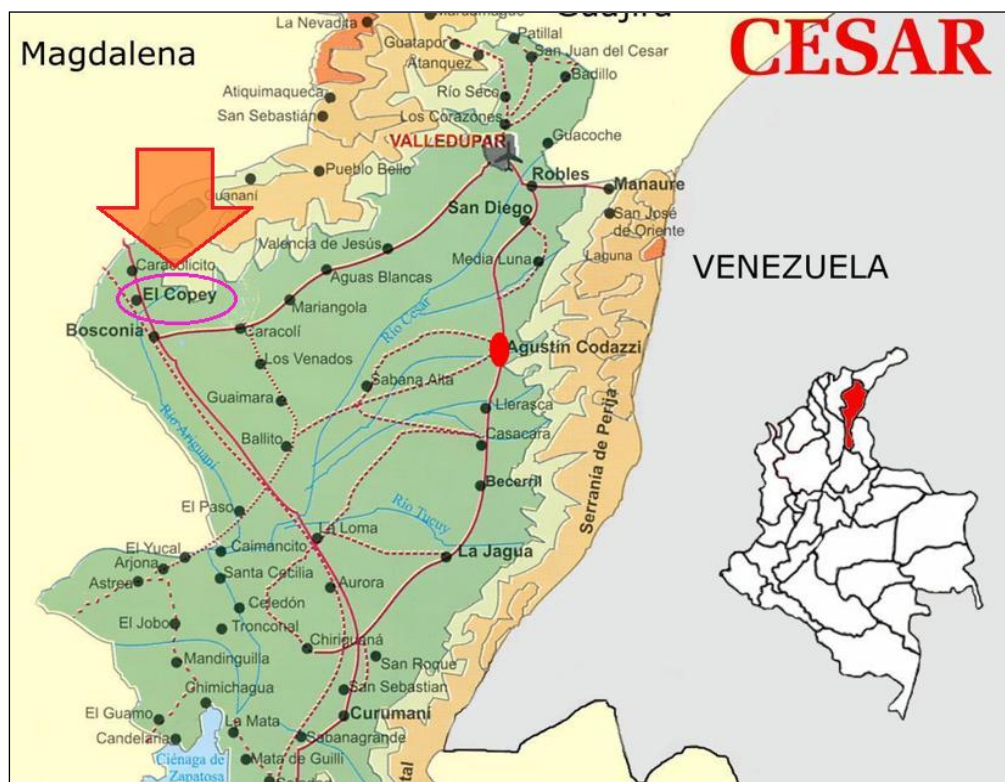 Guajira
La Nevadita
Patillal
CESAR
Magdalena
Guatapor
San Juan del Cesar
Atanquez
Badillo
Atiquimaqueca
Río Seco
San Sebastián
Los Corazones
VALLEDUPAR
Guacoche
Pueblo Bello
Robles
Manaure
Guananí
San Diego
San José
de Oriente
Valencia de Jesús
Media Luna
Laguna
Caracolicito
Aguas Blancas
VENEZUELA
El Copey
Mariangola
Río Cesar
Bosconia
Caracolí
Agustín Codazzi
Los Venados
Sabana Alta
Guaimara
Llerasca
Río Ariguaní
Ballito
Casacara
Serranía de Perija
Becerril
El Paso
Río Tucuy
La Loma
El Yucal
Caimancito
La Jagua
Arjona
Astrea
Santa Cecilia
Aurora
Celedón
El Jobo
Troncohal
Chiriguaná
Mandinguilla
San Roque
Chimichagua
San Sebastian
El Guamo
La Mata
Curumaní
Candelaria
Sabanagrande
Ciénaga de
Zapatosa
Mata de Guilli
tal